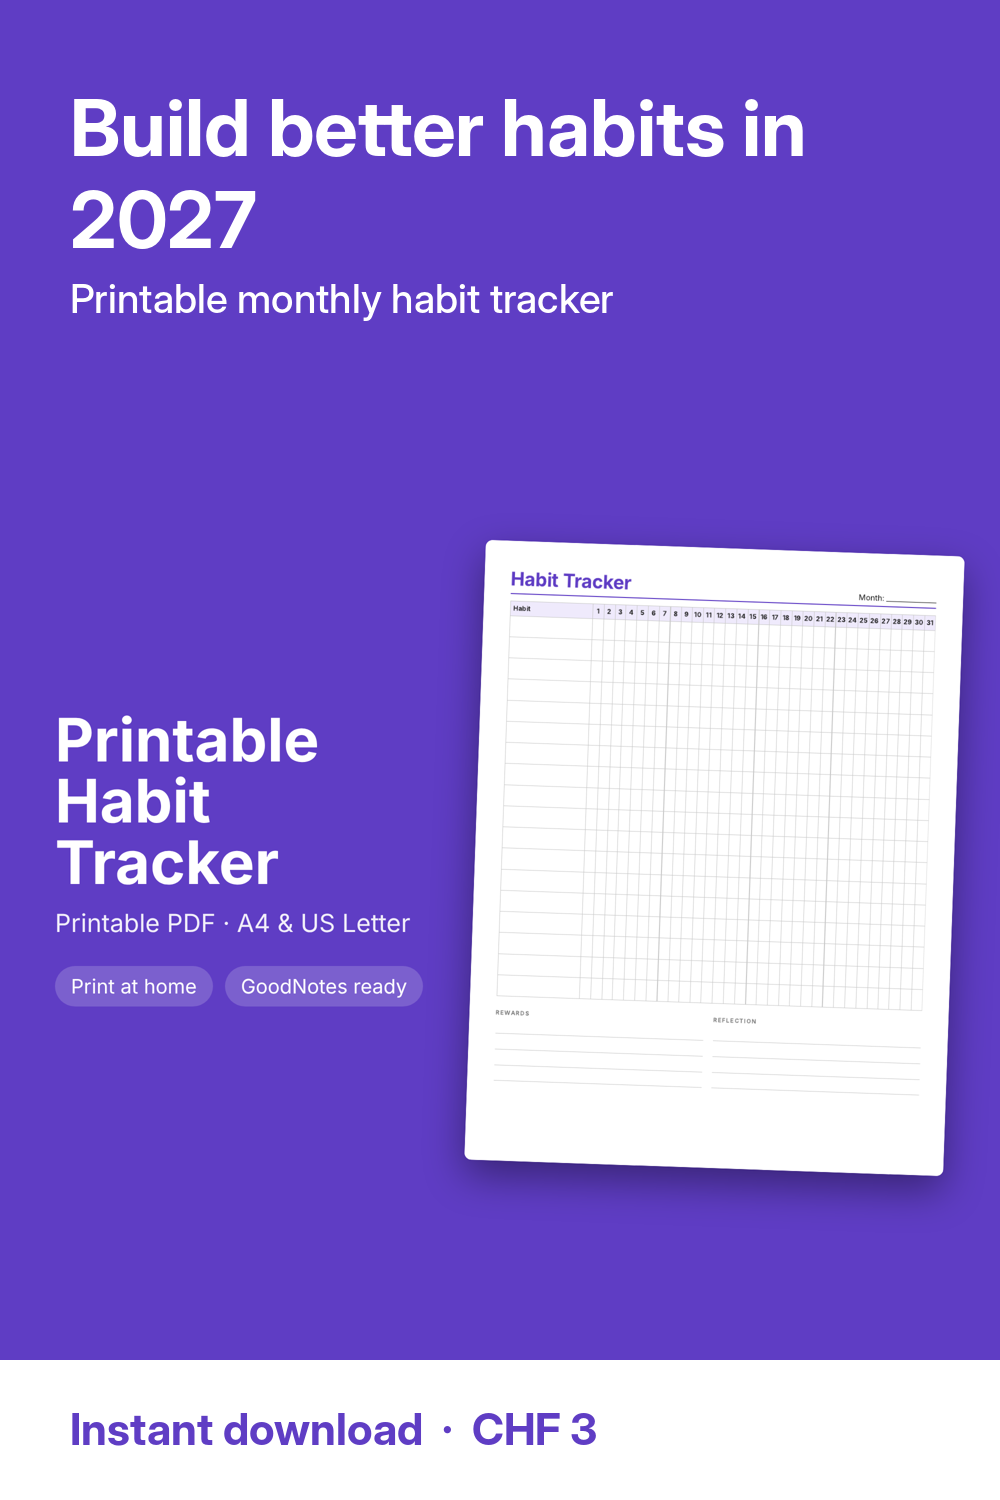 Build better habits in
2027
Printable monthly habit tracker
Habit Tracker
Month:
Habit 1 2 3 4 5 6 7 8 9 10 11 12 13 14 15 16 17 18 19 20 21 22 23 24 25 26 27 28 29 30 31
Printable
Habit
Tracker
Printable PDF · A4 & US Letter
Print at home GoodNotes ready
REWARDS REFLECTION
Instant download · CHF 3